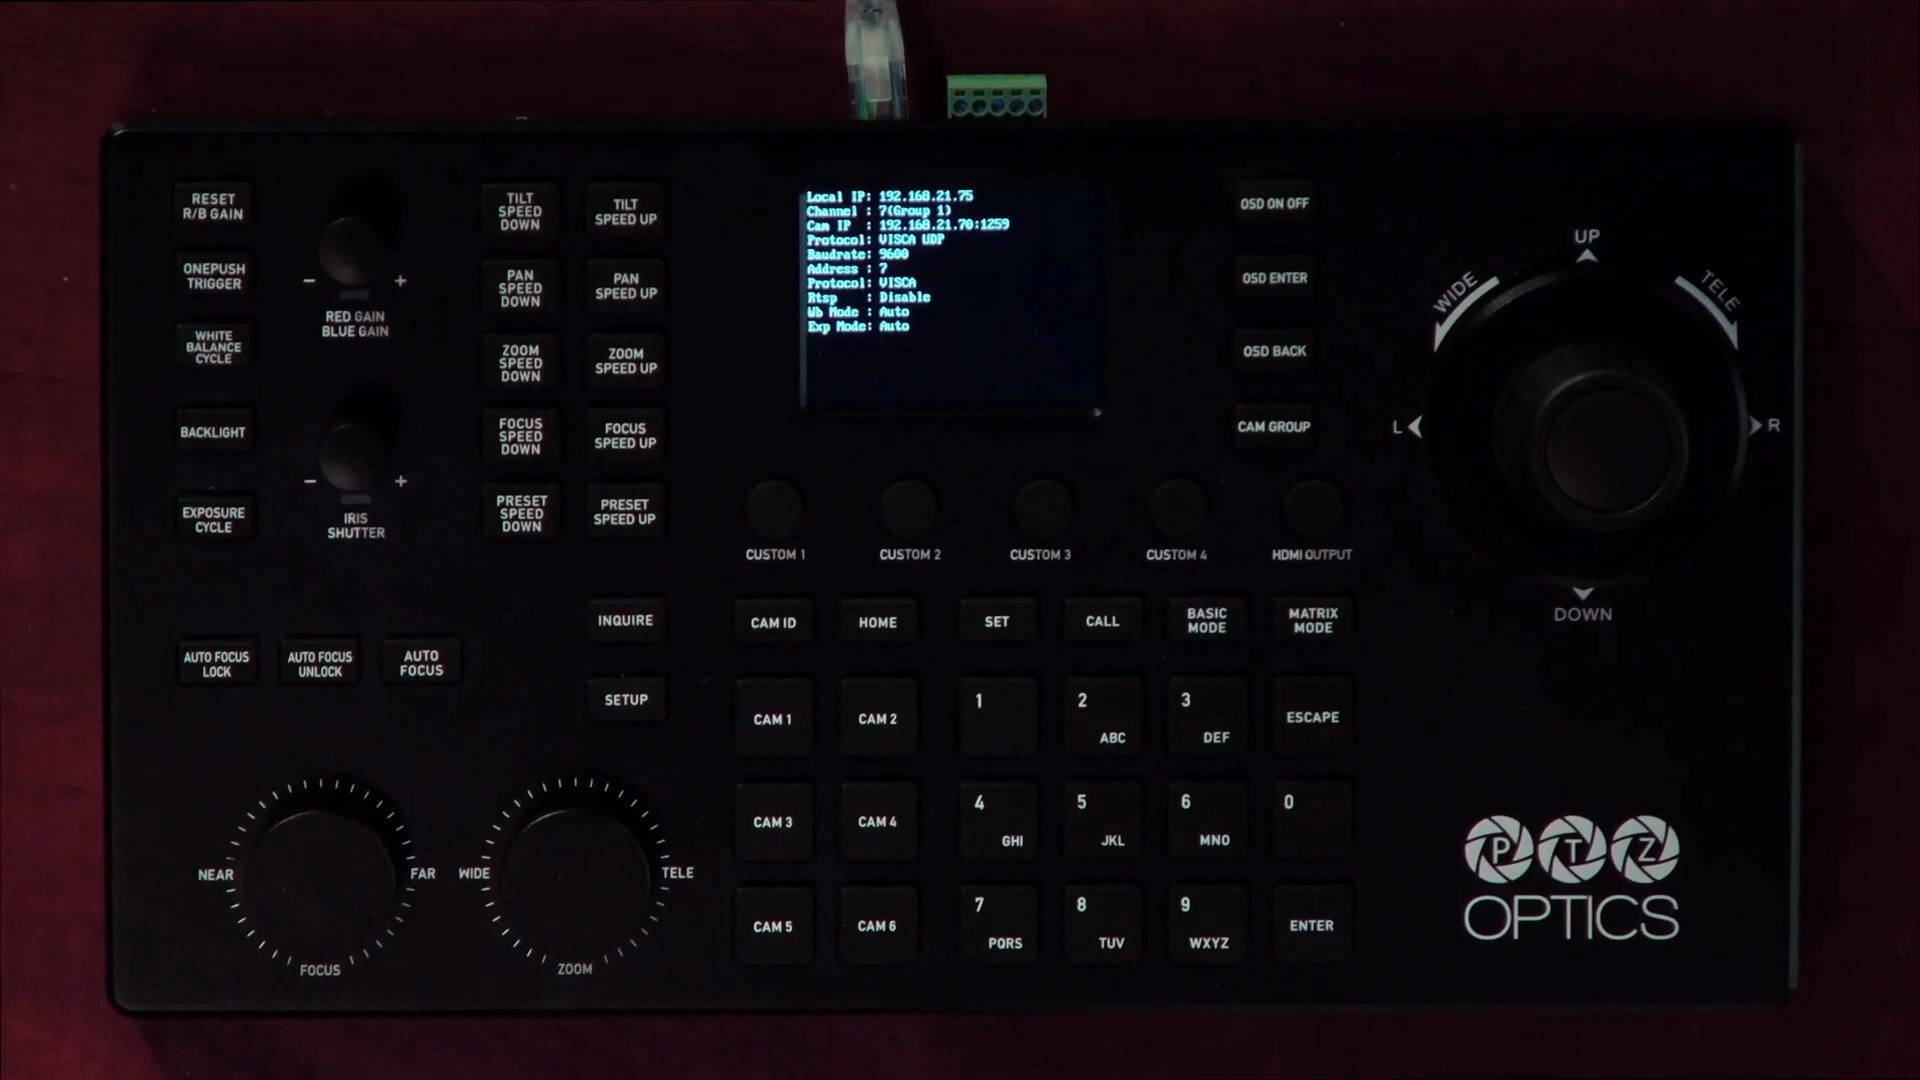 RESET
R/B GAIN
ONEPUSH
TRIGGER
WHITE
BALANCE
CYCLE
BACKLIGHT
EXPOSURE
CYCLE
- +
RED GAIN
BLUE GAIN
- +
IRIS
SHUTTER
TILT
SPEED
DOWN
TILT
SPEED UP
PAN
SPEED
DOWN
PAN
SPEED UP
ZOOM
SPEED
DOWN
ZOOM
SPEED UP
FOCUS
SPEED
DOWN
FOCUS
SPEED UP
PRESET
SPEED
DOWN
PRESET
SPEED UP
Local IP: 192.168.21.75
Channel : 7(Group 1)
Cam IP : 192.168.21.70:1259
Protocol: VISCA UDP
Baudrate: 9600
Address : 7
Protocol: VISCA
Rtsp : Disable
Wb Mode : Auto
Exp Mode: Auto
OSD ON OFF
OSD ENTER
OSD BACK
CAM GROUP
UP
WIDE
TELE
L
R
DOWN
CUSTOM 1
CUSTOM 2
CUSTOM 3
CUSTOM 4
HDMI OUTPUT
AUTO FOCUS
LOCK
AUTO FOCUS
UNLOCK
AUTO
FOCUS
INQUIRE
SETUP
CAM ID
HOME
SET
CALL
BASIC
MODE
MATRIX
MODE
CAM 1
CAM 2
1
2
ABC
3
DEF
ESCAPE
CAM 3
CAM 4
4
GHI
5
JKL
6
MNO
0
CAM 5
CAM 6
7
PQRS
8
TUV
9
WXYZ
ENTER
NEAR
FAR
FOCUS
WIDE
TELE
ZOOM
PTZ
OPTICS